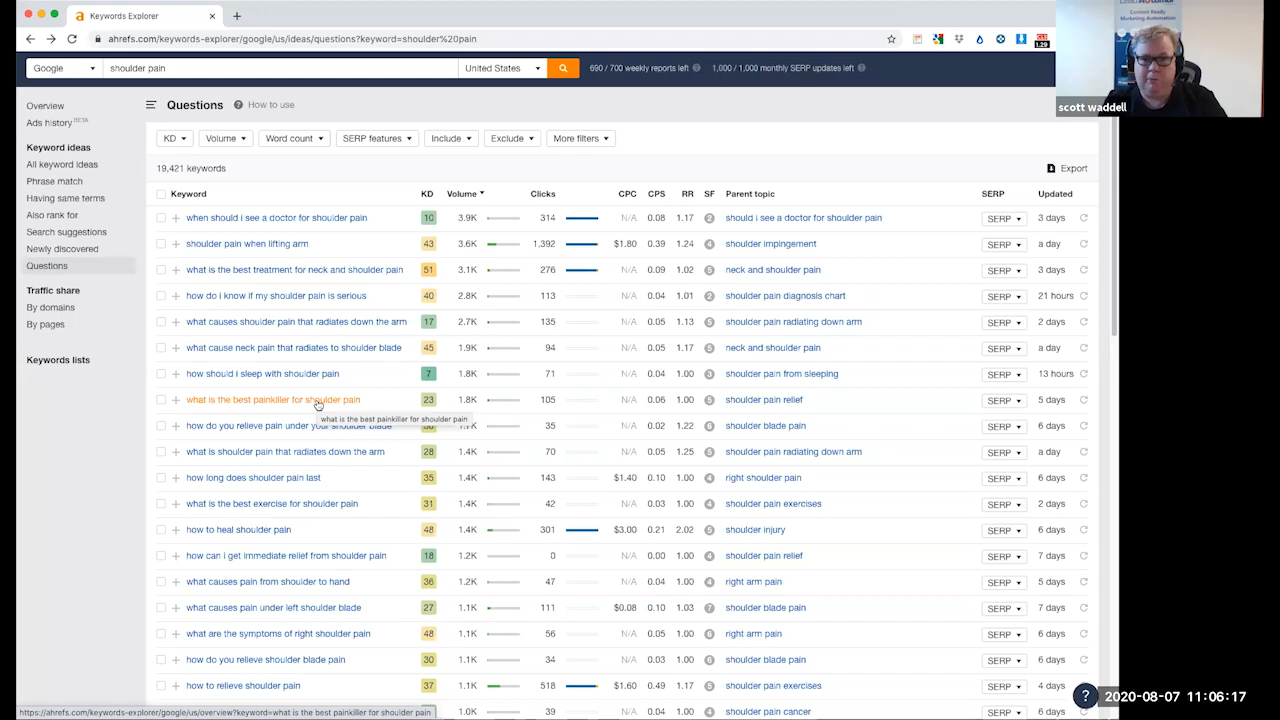 Keywords Explorer
ahrefs.com/keywords-explorer/google/us/ideas/questions?keyword=shoulder%20pain
1.29
Content Ready
Marketing Automation
scott waddell
Google
shoulder pain
United States
690 / 700 weekly reports left
1,000 / 1,000 monthly SERP updates left
Overview
Ads history BETA
Keyword ideas
All keyword ideas
Phrase match
Having same terms
Also rank for
Search suggestions
Newly discovered
Questions
Traffic share
By domains
By pages
Keywords lists
Questions ? How to use
KD Volume Word count SERP features Include Exclude More filters
19,421 keywords
Export
Keyword KD Volume Clicks CPC CPS RR SF Parent topic SERP Updated
when should i see a doctor for shoulder pain 10 3.9K 314 N/A 0.08 1.17 2 should i see a doctor for shoulder pain SERP 3 days
shoulder pain when lifting arm 43 3.6K 1,392 $1.80 0.39 1.24 4 shoulder impingement SERP a day
what is the best treatment for neck and shoulder pain 51 3.1K 276 N/A 0.09 1.02 5 neck and shoulder pain SERP 3 days
how do i know if my shoulder pain is serious 40 2.8K 113 N/A 0.04 1.01 2 shoulder pain diagnosis chart SERP 21 hours
what causes shoulder pain that radiates down the arm 17 2.7K 135 N/A 0.05 1.13 5 shoulder pain radiating down arm SERP 2 days
what cause neck pain that radiates to shoulder blade 45 1.9K 94 N/A 0.05 1.17 5 neck and shoulder pain SERP a day
how should i sleep with shoulder pain 7 1.8K 71 N/A 0.04 1.00 3 shoulder pain from sleeping SERP 13 hours
what is the best painkiller for shoulder pain 23 1.8K 105 N/A 0.06 1.00 5 shoulder pain relief SERP 5 days
what is the best painkiller for shoulder pain
how do you relieve pain under your shoulder blade 35 N/A 0.02 1.22 6 shoulder blade pain SERP 6 days
what is shoulder pain that radiates down the arm 28 1.4K 70 N/A 0.05 1.25 5 shoulder pain radiating down arm SERP a day
how long does shoulder pain last 35 1.4K 143 $1.40 0.10 1.00 4 right shoulder pain SERP 6 days
what is the best exercise for shoulder pain 31 1.4K 42 N/A 0.03 1.00 5 shoulder pain exercises SERP 2 days
how to heal shoulder pain 48 1.4K 301 $3.00 0.21 2.02 5 shoulder injury SERP 6 days
how can i get immediate relief from shoulder pain 18 1.2K 0 N/A 0.00 1.00 4 shoulder pain relief SERP 7 days
what causes pain from shoulder to hand 36 1.2K 47 N/A 0.04 1.00 4 right arm pain SERP 5 days
what causes pain under left shoulder blade 27 1.1K 111 $0.08 0.10 1.03 7 shoulder blade pain SERP 7 days
what are the symptoms of right shoulder pain 48 1.1K 56 N/A 0.05 1.00 6 right arm pain SERP 6 days
how do you relieve shoulder blade pain 30 1.1K 34 N/A 0.03 1.00 6 shoulder blade pain SERP 6 days
how to relieve shoulder pain 37 1.1K 518 $1.60 0.49 1.17 5 shoulder pain exercises SERP 4 days
1.0K 39 N/A 0.04 1.00 4 shoulder pain cancer SERP 6 days
https://ahrefs.com/keywords-explorer/google/us/overview?keyword=what is the best painkiller for shoulder pain
?
2020-08-07 11:06:17